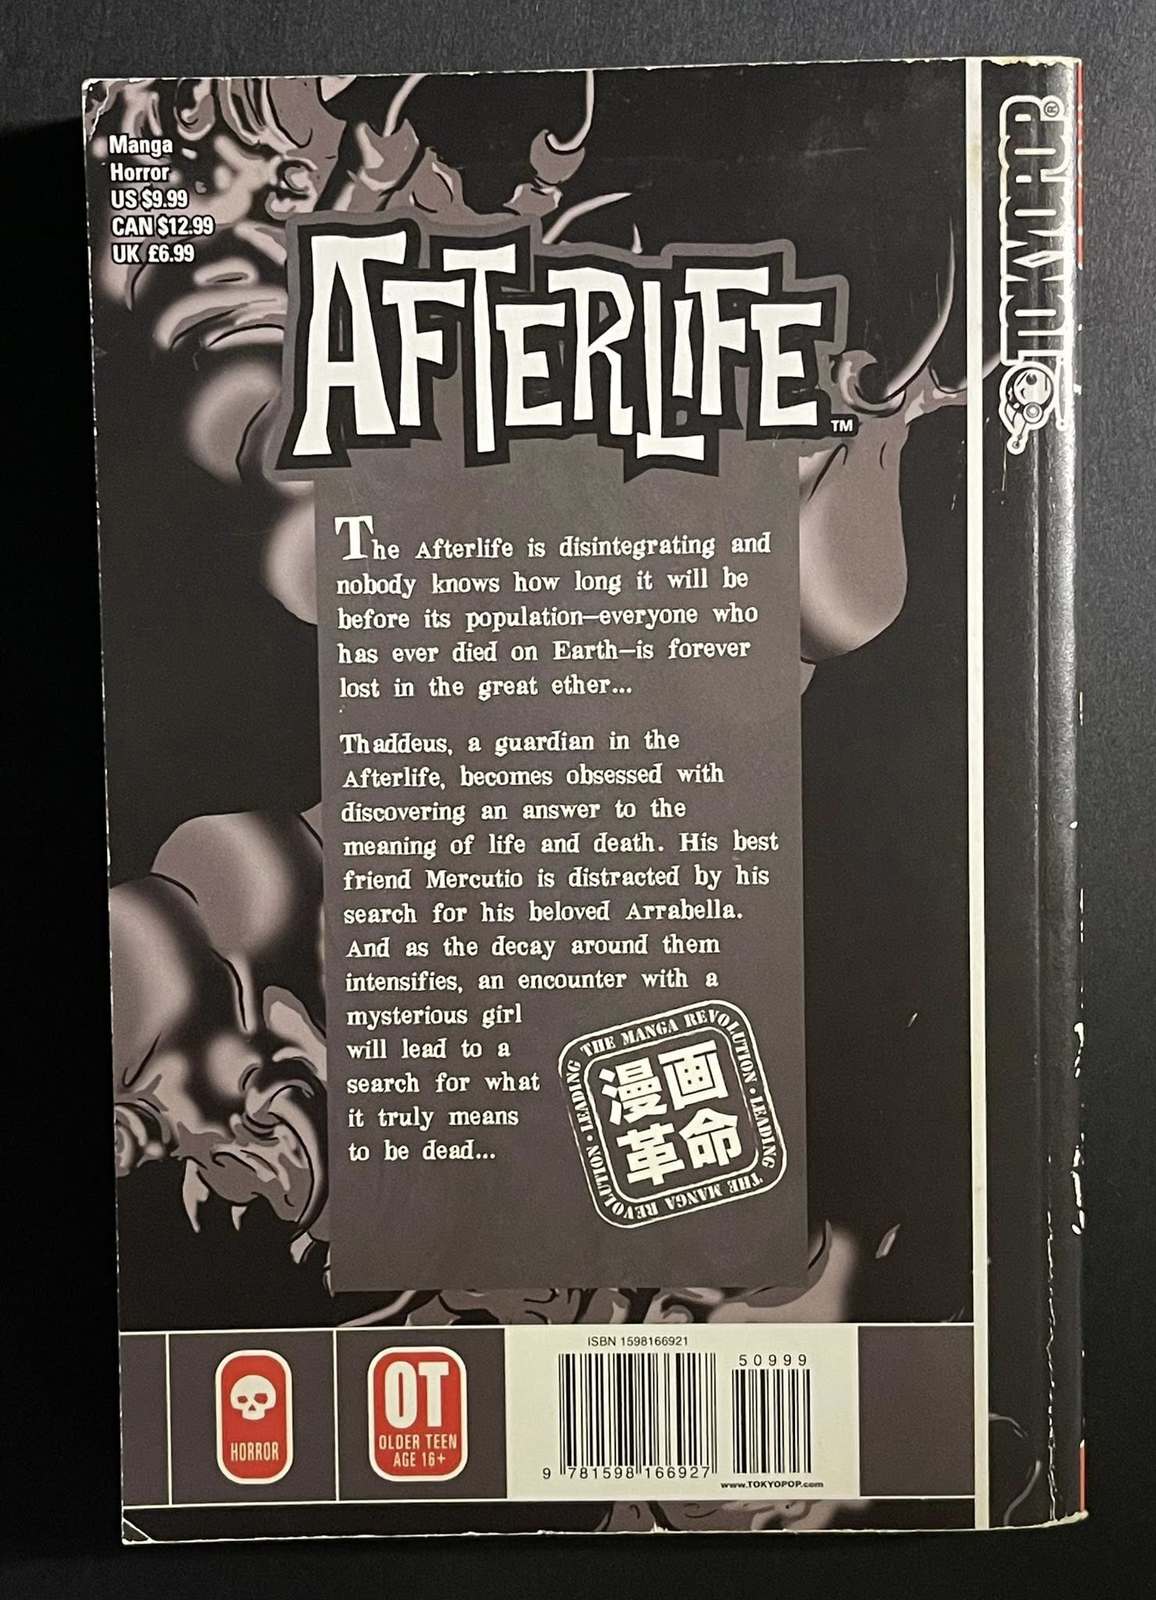 Manga
Horror
US $9.99
CAN $12.99
UK £6.99
TOKYOPOP®
AFTERLIFE™
The Afterlife is disintegrating and
nobody knows how long it will be
before its population—everyone who
has ever died on Earth—is forever
lost in the great ether...
Thaddeus, a guardian in the
Afterlife, becomes obsessed with
discovering an answer to the
meaning of life and death. His best
friend Mercutio is distracted by his
search for his beloved Arrabella.
And as the decay around them
intensifies, an encounter with a
mysterious girl
will lead to a
search for what
it truly means
to be dead...
LEADING THE MANGA REVOLUTION • LEADING THE MANGA REVOLUTION •
漫画
革命
HORROR
OT
OLDER TEEN
AGE 16+
ISBN 1598166921
50999
9 781598 166927
www.TOKYOPOP.com